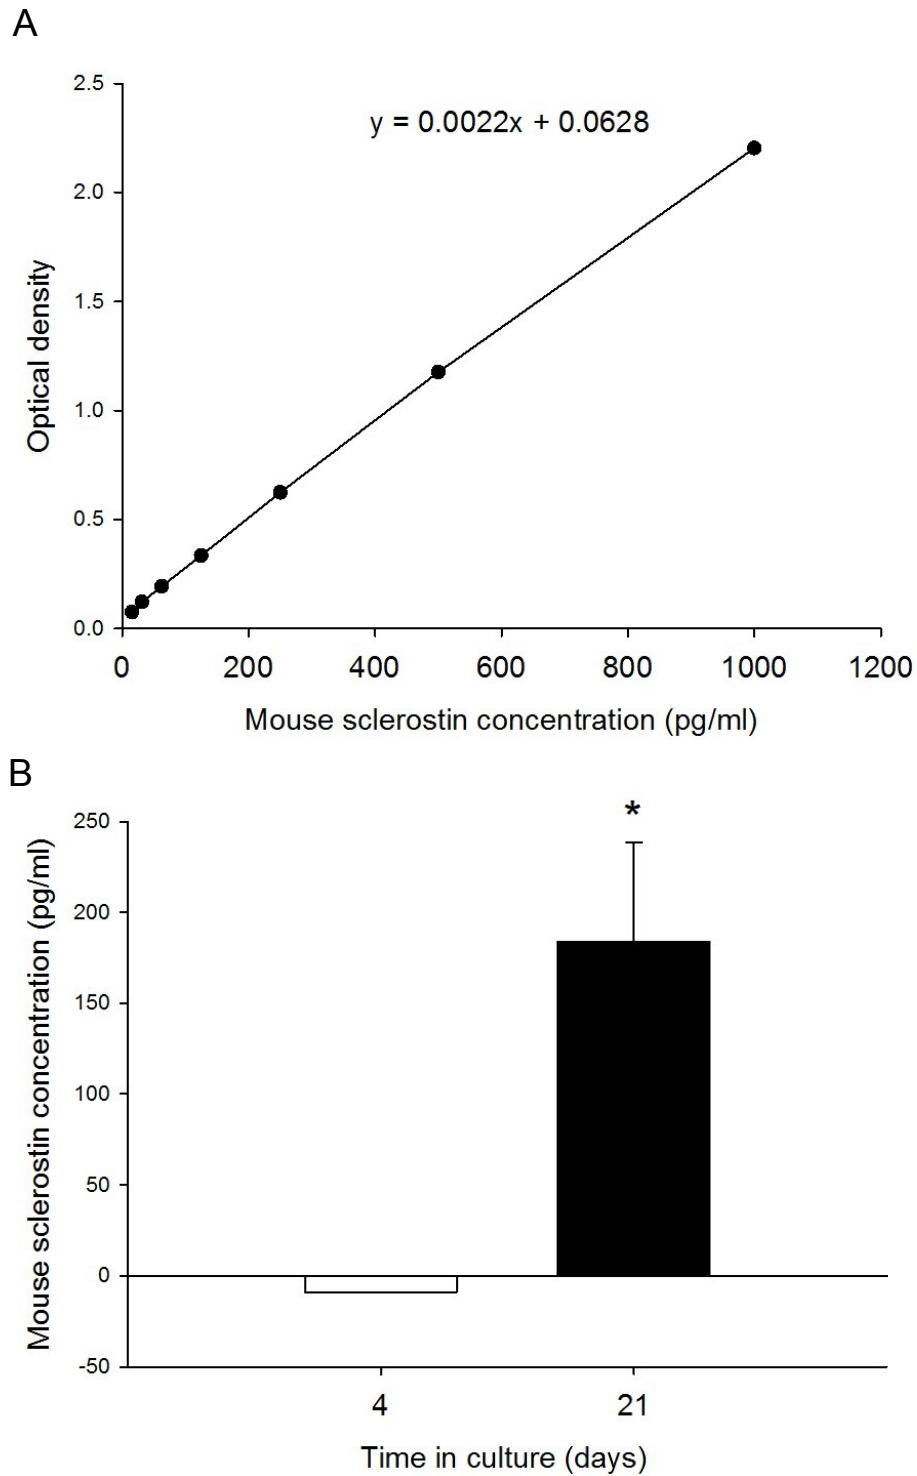 A
2.5
y = 0.0022x + 0.0628
2.0
1.5
1.0
0.5
0.0
Optical density
0 200 400 600 800 1000 1200
Mouse sclerostin concentration (pg/ml)
B
*
250
200
150
100
50
0
-50
Mouse sclerostin concentration (pg/ml)
4 21
Time in culture (days)